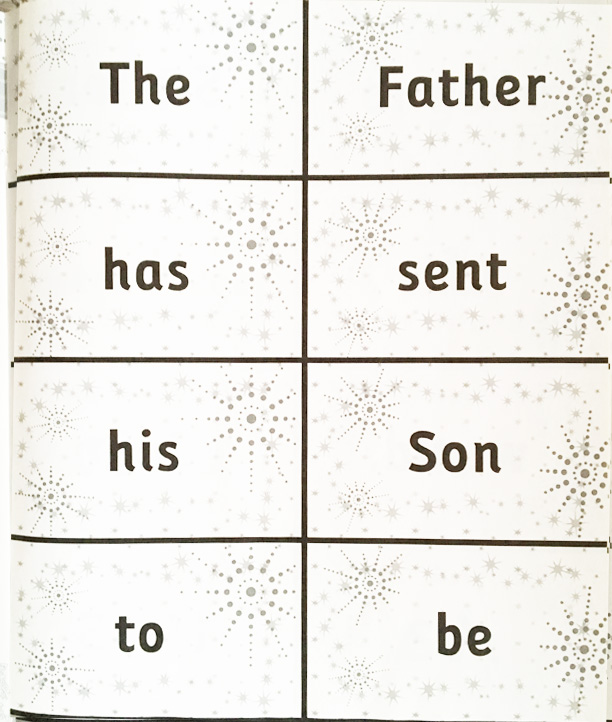 The Father
has sent
his Son
to be